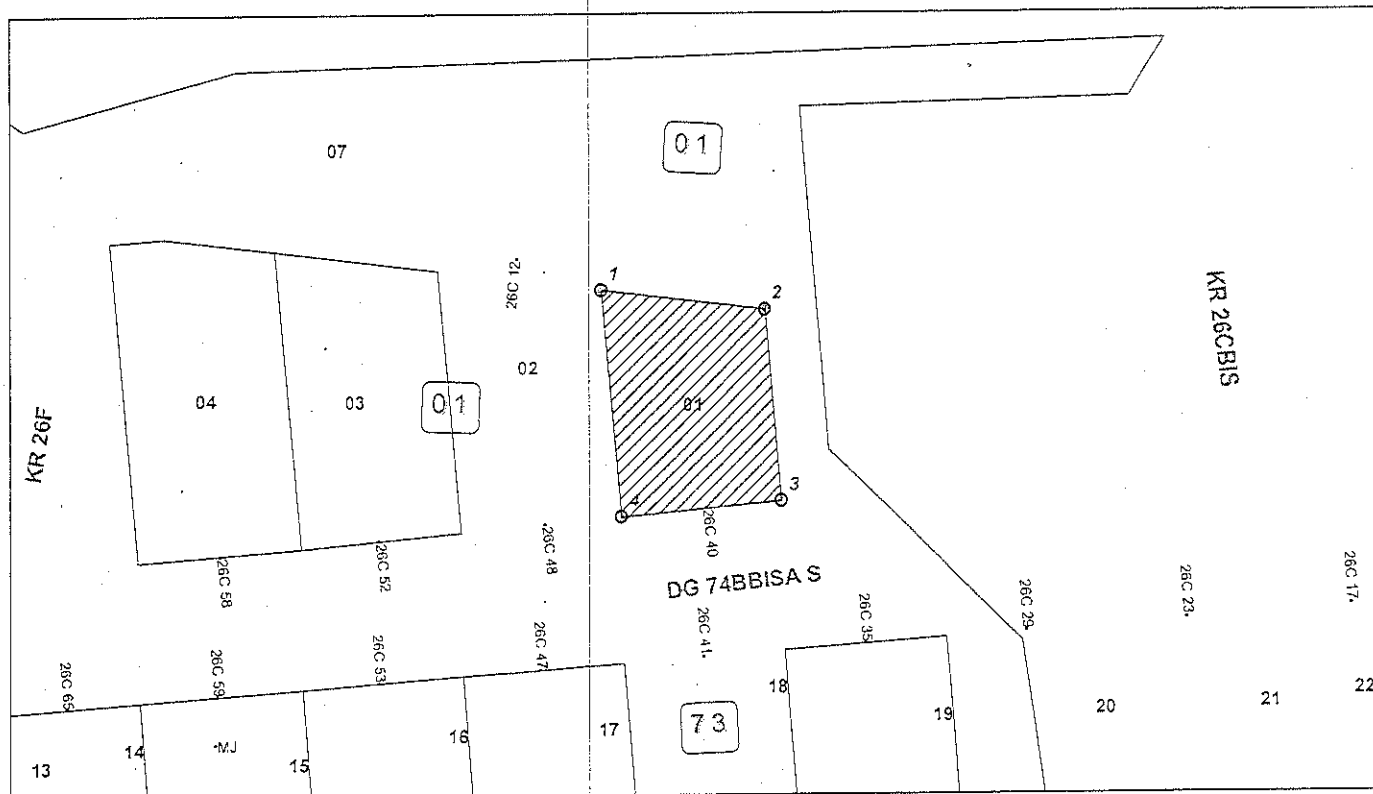 01
07
26C 12
1
2
KR 26CBIS
02
04
03
01
01
KR 26F
3
4
26C 40
26C 48
26C 52
26C 58
DG 74BBISA S
26C 17
26C 23
26C 29
26C 35
26C 41
26C 47
26C 53
26C 59
26C 65
18
19
20
21
22
73
17
16
15
14
MJ
13